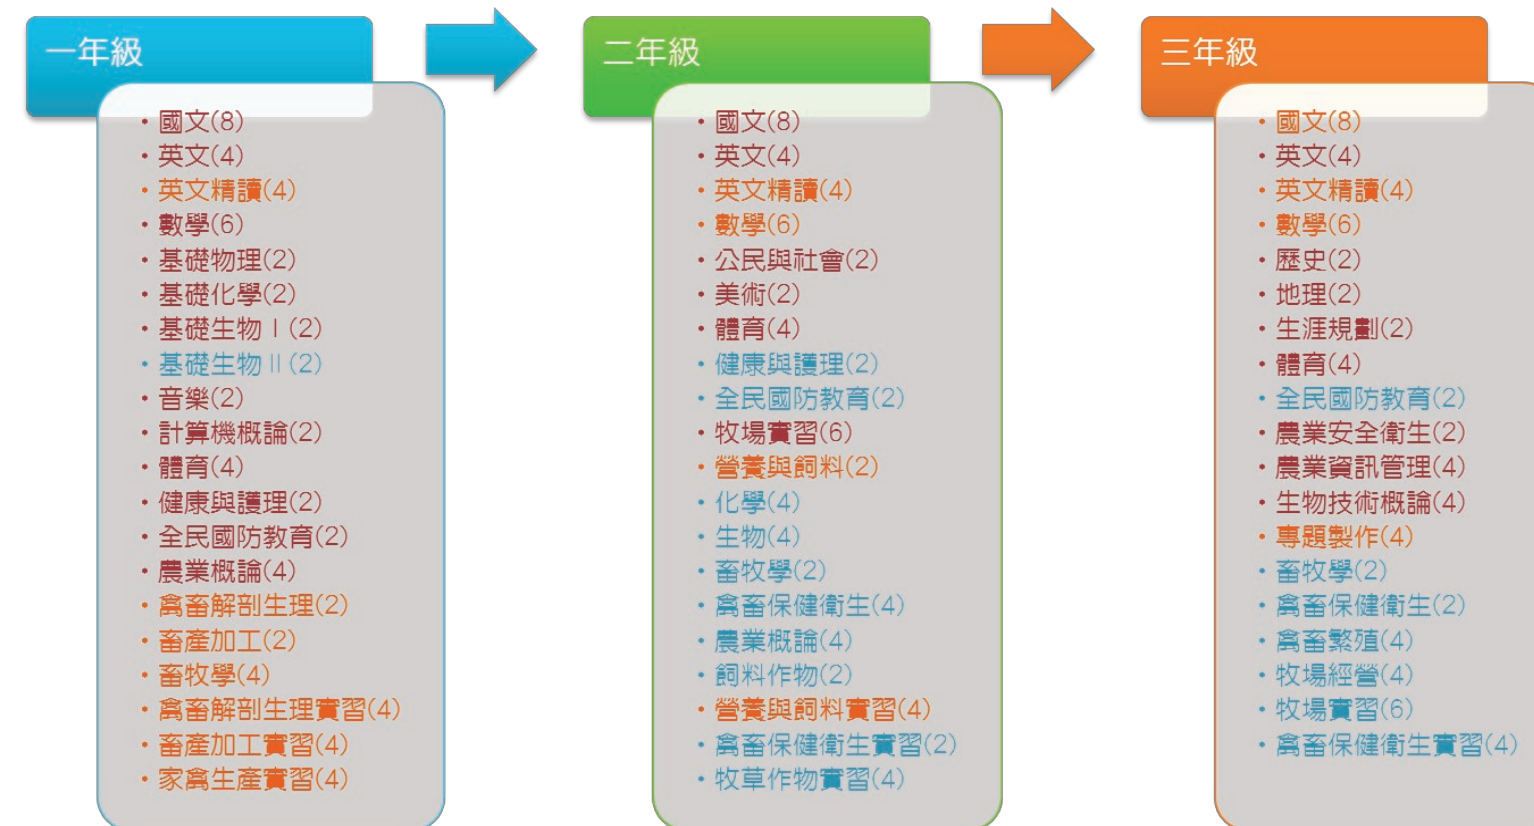 一年級
• 國文(8)
• 英文(4)
• 英文精讀(4)
• 數學(6)
• 基礎物理(2)
• 基礎化學(2)
• 基礎生物Ⅰ(2)
• 基礎生物Ⅱ(2)
• 音樂(2)
• 計算機概論(2)
• 體育(4)
• 健康與護理(2)
• 全民國防教育(2)
• 農業概論(4)
• 禽畜解剖生理(2)
• 畜產加工(2)
• 畜牧學(4)
• 禽畜解剖生理實習(4)
• 畜產加工實習(4)
• 家禽生產實習(4)
二年級
• 國文(8)
• 英文(4)
• 英文精讀(4)
• 數學(6)
• 公民與社會(2)
• 美術(2)
• 體育(4)
• 健康與護理(2)
• 全民國防教育(2)
• 牧場實習(6)
• 營養與飼料(2)
• 化學(4)
• 生物(4)
• 畜牧學(2)
• 禽畜保健衛生(4)
• 農業概論(4)
• 飼料作物(2)
• 營養與飼料實習(4)
• 禽畜保健衛生實習(2)
• 牧草作物實習(4)
三年級
• 國文(8)
• 英文(4)
• 英文精讀(4)
• 數學(6)
• 歷史(2)
• 地理(2)
• 生涯規劃(2)
• 體育(4)
• 全民國防教育(2)
• 農業安全衛生(2)
• 農業資訊管理(4)
• 生物技術概論(4)
• 專題製作(4)
• 畜牧學(2)
• 禽畜保健衛生(2)
• 禽畜繁殖(4)
• 牧場經營(4)
• 牧場實習(6)
• 禽畜保健衛生實習(4)